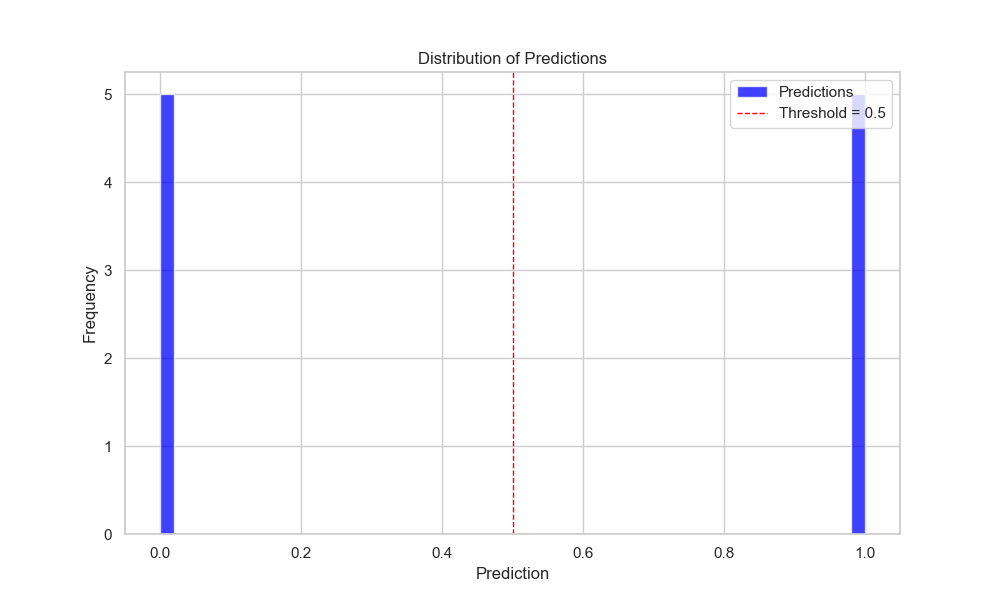 Distribution of Predictions
Predictions
Threshold = 0.5
Frequency
5
4
3
2
1
0
0.0 0.2 0.4 0.6 0.8 1.0
Prediction